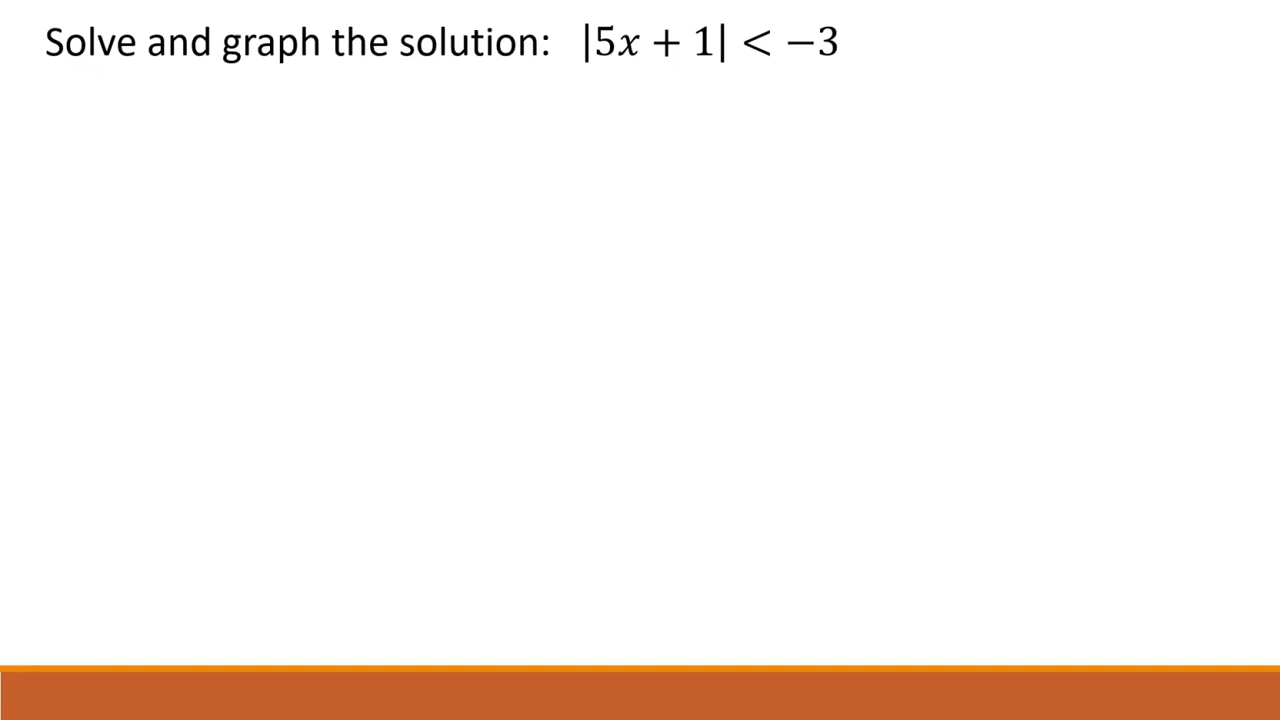 Solve and graph the solution: |5𝑥 + 1| < −3